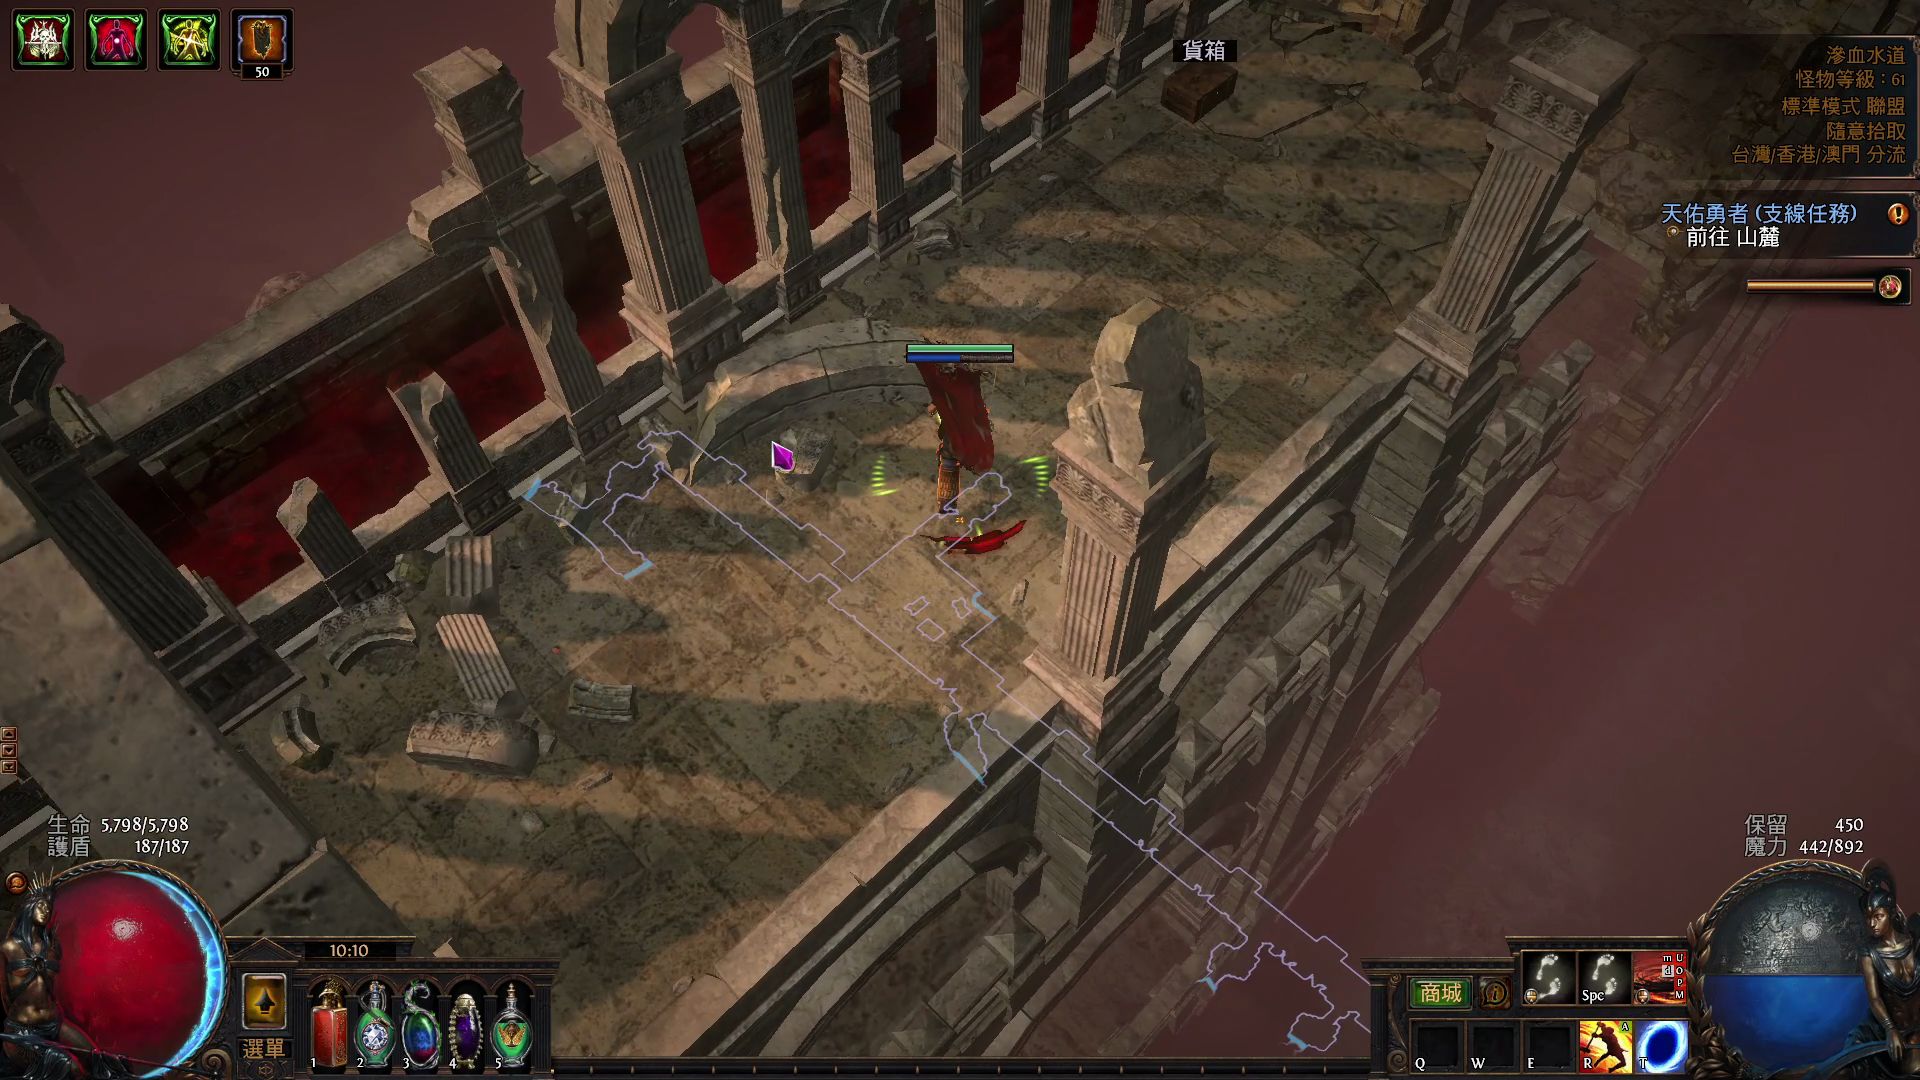 50
貨箱
滲血水道
怪物等級：61
標準模式 聯盟
隨意拾取
台灣/香港/澳門 分流
天佑勇者 (支線任務)
前往 山麓
生命 5,798/5,798
護盾 187/187
保留 450
魔力 442/892
10:10
選單
1 2 3 4 5
商城
Spc
m U
d O
P
M
Q W E R A T